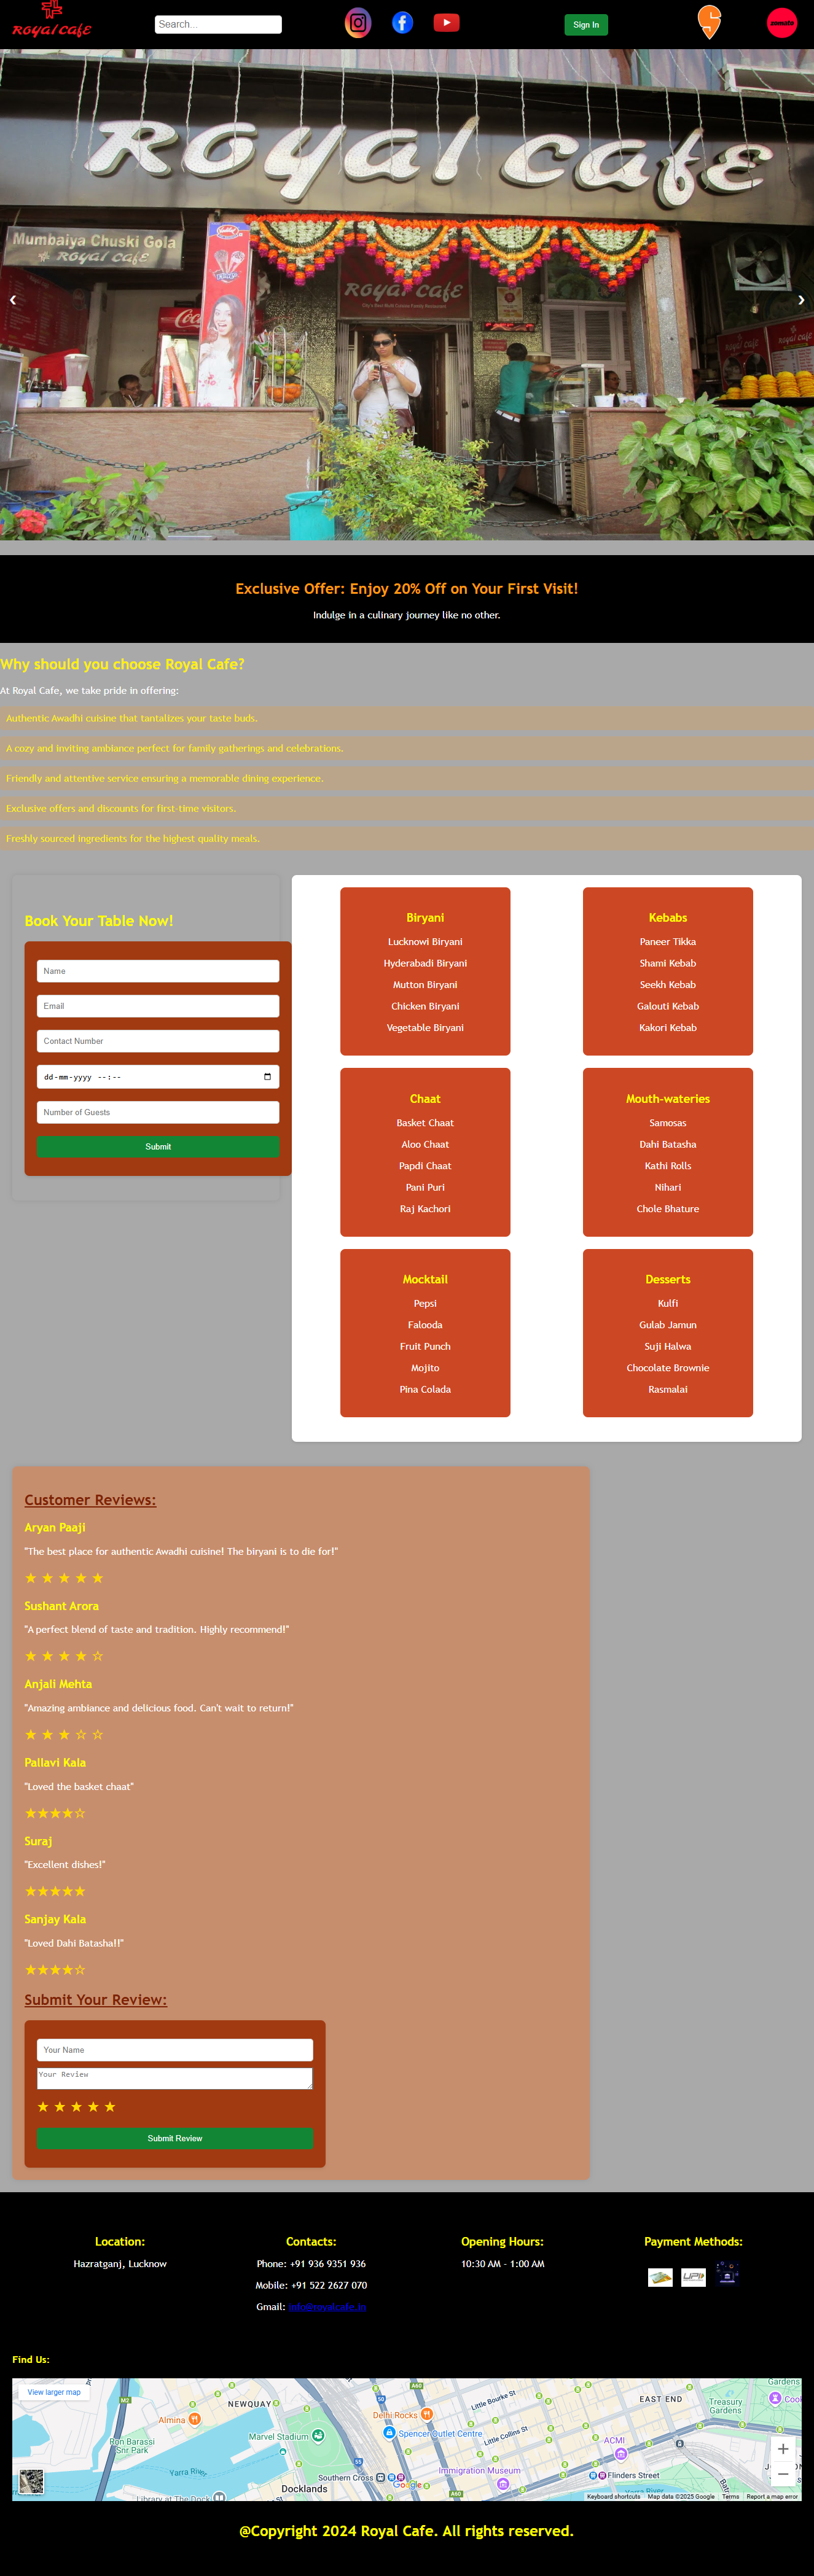 Royal Cafe
Search...
Sign In
zomato
Royal cafe
Mumbaiya Chuski Gola
ROYAL CAFE
Coca
ROYAL CAFE
❮
❯
Exclusive Offer: Enjoy 20% Off on Your First Visit!
Indulge in a culinary journey like no other.
Why should you choose Royal Cafe?
At Royal Cafe, we take pride in offering:
Authentic Awadhi cuisine that tantalizes your taste buds.
A cozy and inviting ambiance perfect for family gatherings and celebrations.
Friendly and attentive service ensuring a memorable dining experience.
Exclusive offers and discounts for first-time visitors.
Freshly sourced ingredients for the highest quality meals.
Book Your Table Now!
Name
Email
Contact Number
dd-mm-yyyy --:--
Number of Guests
Submit
Biryani
Lucknowi Biryani
Hyderabadi Biryani
Mutton Biryani
Chicken Biryani
Vegetable Biryani
Kebabs
Paneer Tikka
Shami Kebab
Seekh Kebab
Galouti Kebab
Kakori Kebab
Chaat
Basket Chaat
Aloo Chaat
Papdi Chaat
Pani Puri
Raj Kachori
Mouth-wateries
Samosas
Dahi Batasha
Kathi Rolls
Nihari
Chole Bhature
Mocktail
Pepsi
Falooda
Fruit Punch
Mojito
Pina Colada
Desserts
Kulfi
Gulab Jamun
Suji Halwa
Chocolate Brownie
Rasmalai
Customer Reviews:
Aryan Paaji
"The best place for authentic Awadhi cuisine! The biryani is to die for!"
★ ★ ★ ★ ★
Sushant Arora
"A perfect blend of taste and tradition. Highly recommend!"
★ ★ ★ ★ ☆
Anjali Mehta
"Amazing ambiance and delicious food. Can't wait to return!"
★ ★ ★ ☆ ☆
Pallavi Kala
"Loved the basket chaat"
★★★★☆
Suraj
"Excellent dishes!"
★★★★★
Sanjay Kala
"Loved Dahi Batasha!!"
★★★★☆
Submit Your Review:
Your Name
Your Review
★ ★ ★ ★ ★
Submit Review
Location:
Hazratganj, Lucknow
Contacts:
Phone: +91 936 9351 936
Mobile: +91 522 2627 070
Gmail: info@royalcafe.in
Opening Hours:
10:30 AM - 1:00 AM
Payment Methods:
UPI
Find Us:
View larger map
M2
NEWQUAY
50
A60
Delhi Rocks
Little Bourke St
EAST END
Treasury Gardens
Gardens
Almina
Ron Barassi Snr Park
Marvel Stadium
Spencer Outlet Centre
Little Collins St
ACMI
Yarra River
Southern Cross
Google
Immigration Museum
Flinders Street
Docklands
Library at The Dock
A60
Yarra River
Keyboard shortcuts
Map data ©2025 Google
Terms
Report a map error
@Copyright 2024 Royal Cafe. All rights reserved.